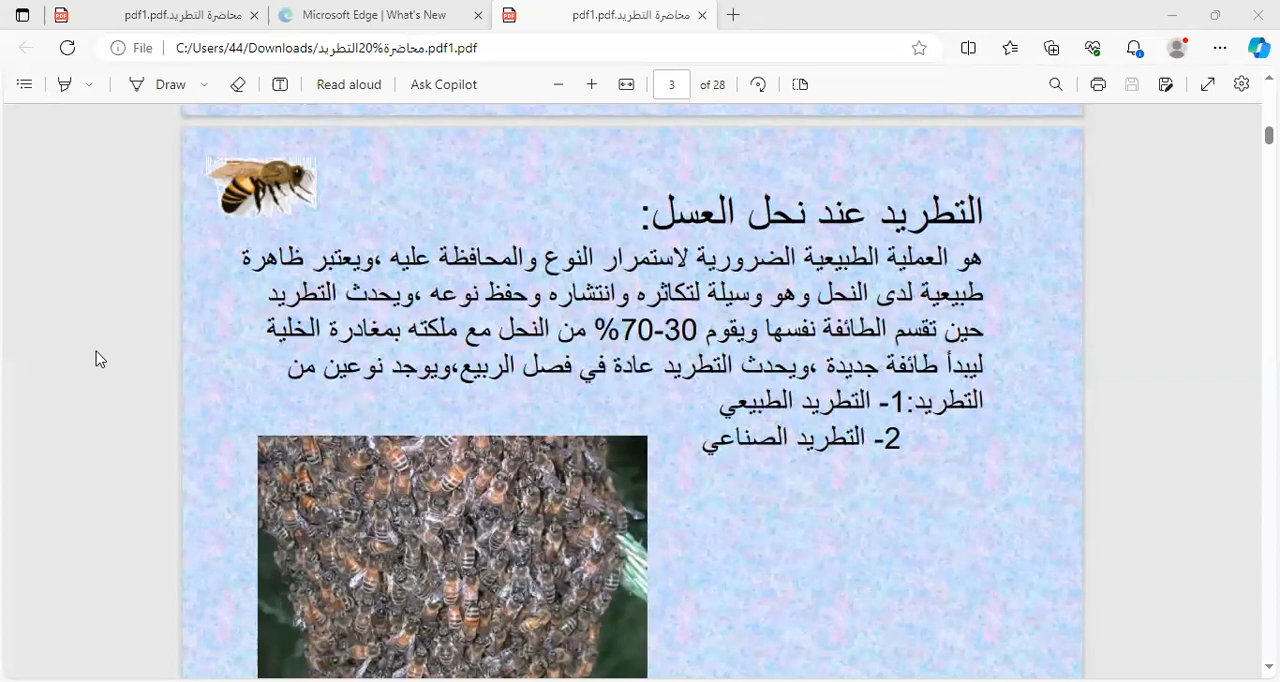 محاضرة التطريد.pdf1.pdf
Microsoft Edge | What's New
محاضرة التطريد.pdf1.pdf
File
C:/Users/44/Downloads/محاضرة%20التطريد.pdf1.pdf
Draw
Read aloud
Ask Copilot
3
of 28
التطريد عند نحل العسل:
هو العملية الطبيعية الضرورية لاستمرار النوع والمحافظة عليه ،ويعتبر ظاهرة
طبيعية لدى النحل وهو وسيلة لتكاثره وانتشاره وحفظ نوعه ،ويحدث التطريد
حين تقسم الطائفة نفسها ويقوم 30-70% من النحل مع ملكته بمغادرة الخلية
ليبدأ طائفة جديدة ،ويحدث التطريد عادة في فصل الربيع،ويوجد نوعين من
التطريد:1- التطريد الطبيعي
2- التطريد الصناعي